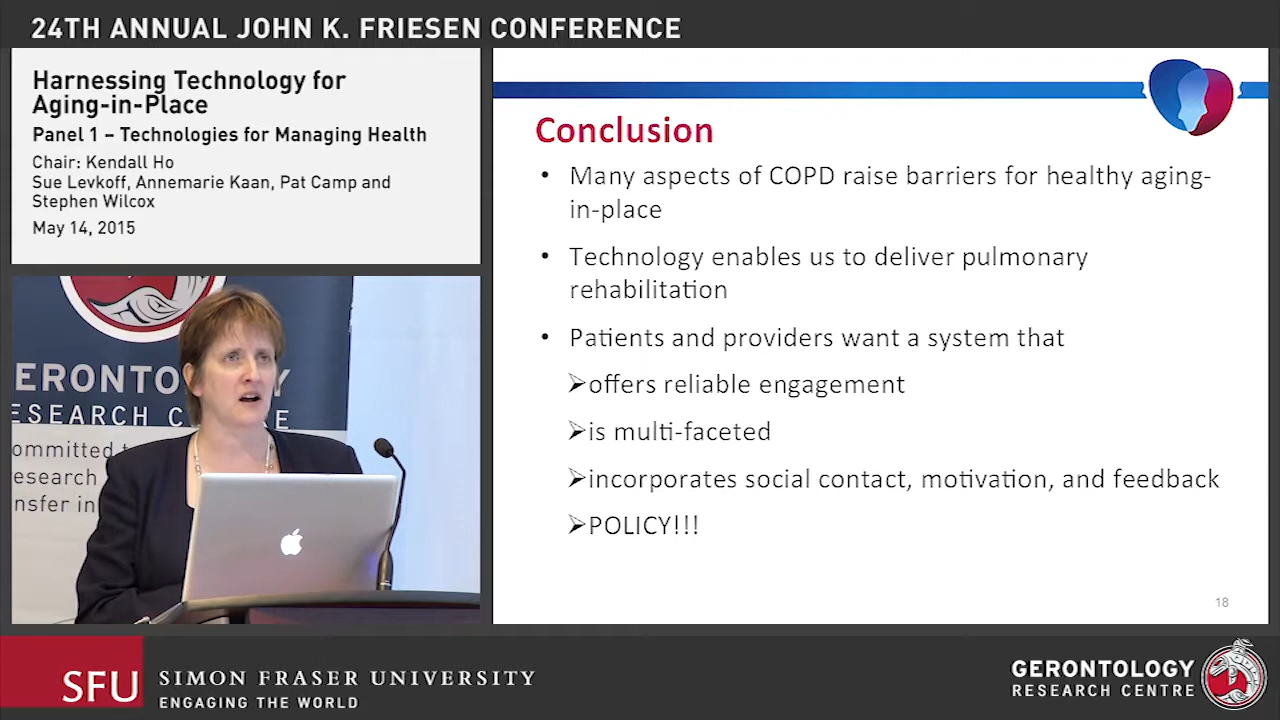 24TH ANNUAL JOHN K. FRIESEN CONFERENCE
Harnessing Technology for
Aging-in-Place
Panel 1 – Technologies for Managing Health
Chair: Kendall Ho
Sue Levkoff, Annemarie Kaan, Pat Camp and
Stephen Wilcox
May 14, 2015
ERONTOLOGY
ESEARCH CE RE
ommitted t
esearch
nsfer in
Conclusion
• Many aspects of COPD raise barriers for healthy aging-
in-place
• Technology enables us to deliver pulmonary
rehabilitation
• Patients and providers want a system that
➢offers reliable engagement
➢is multi-faceted
➢incorporates social contact, motivation, and feedback
➢POLICY!!!
18
SFU
SIMON FRASER UNIVERSITY
ENGAGING THE WORLD
GERONTOLOGY
RESEARCH CENTRE